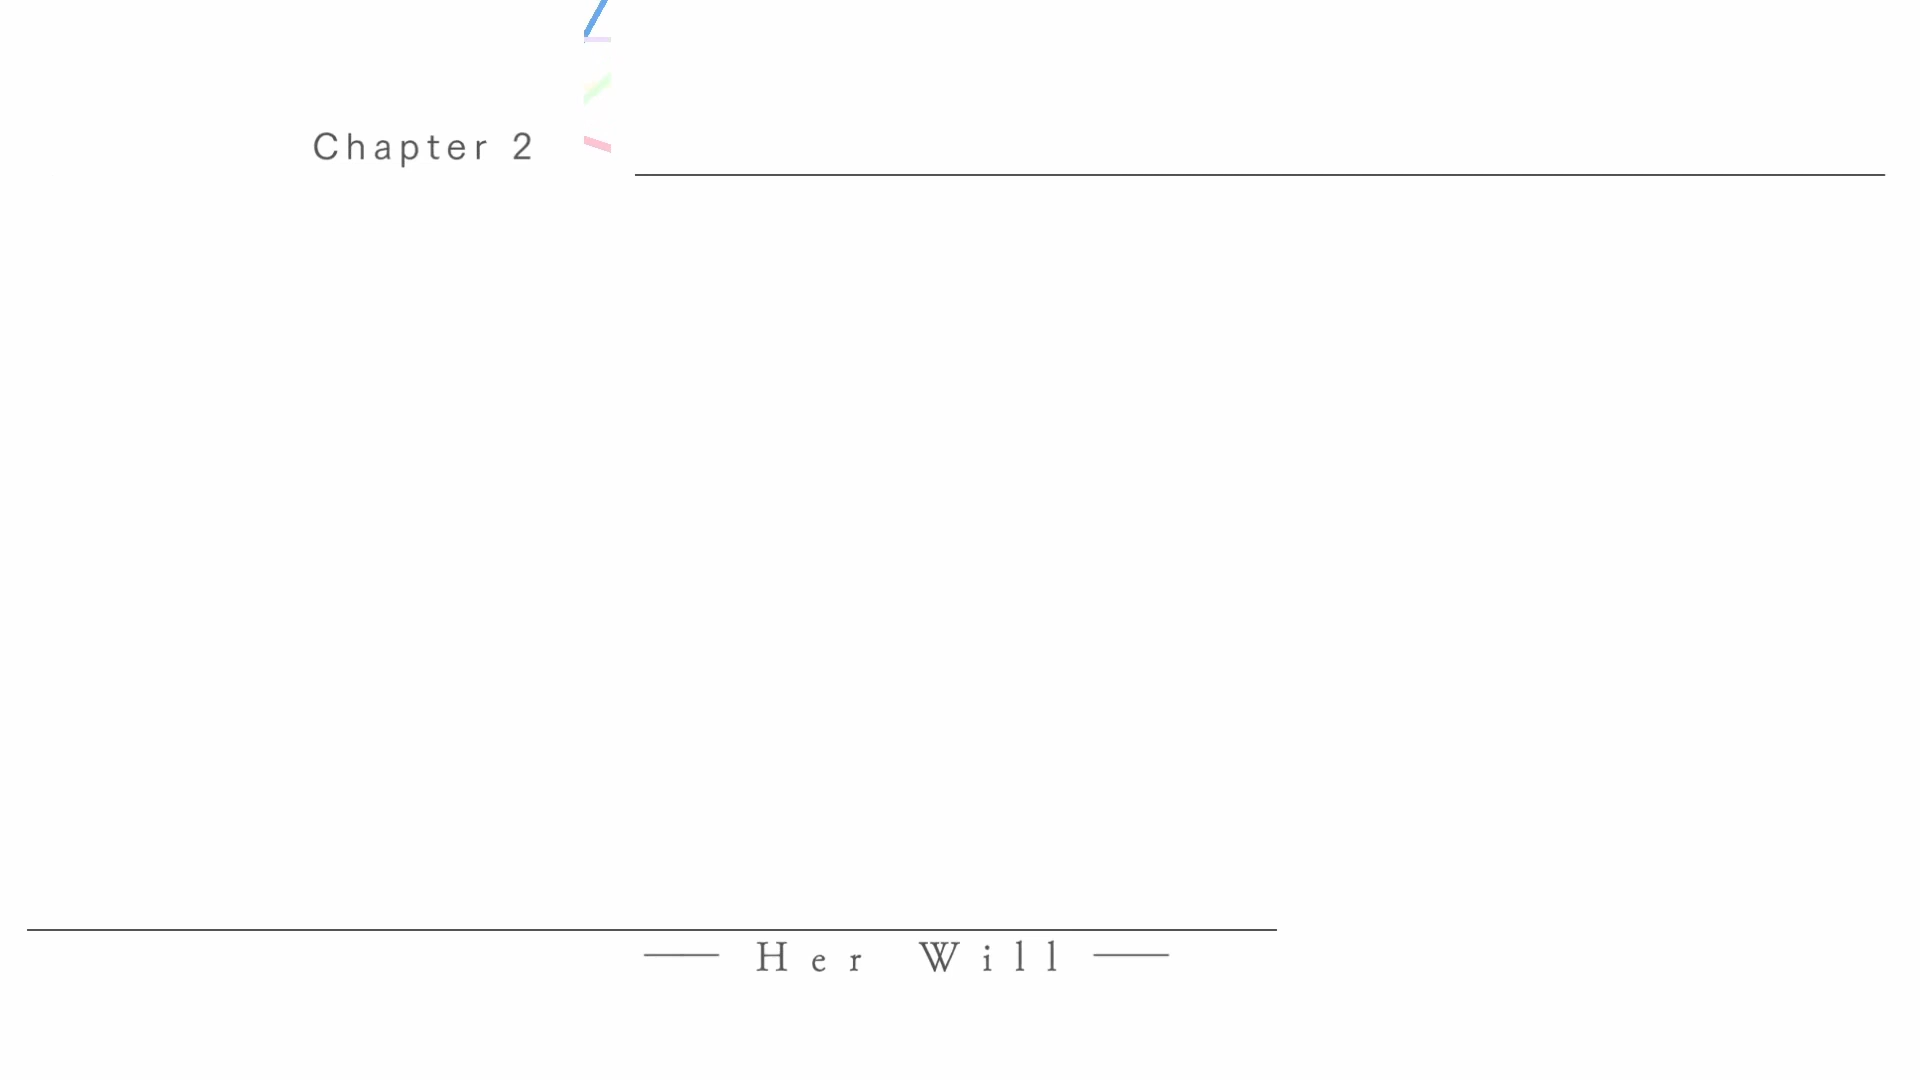 Chapter 2
— Her Will —